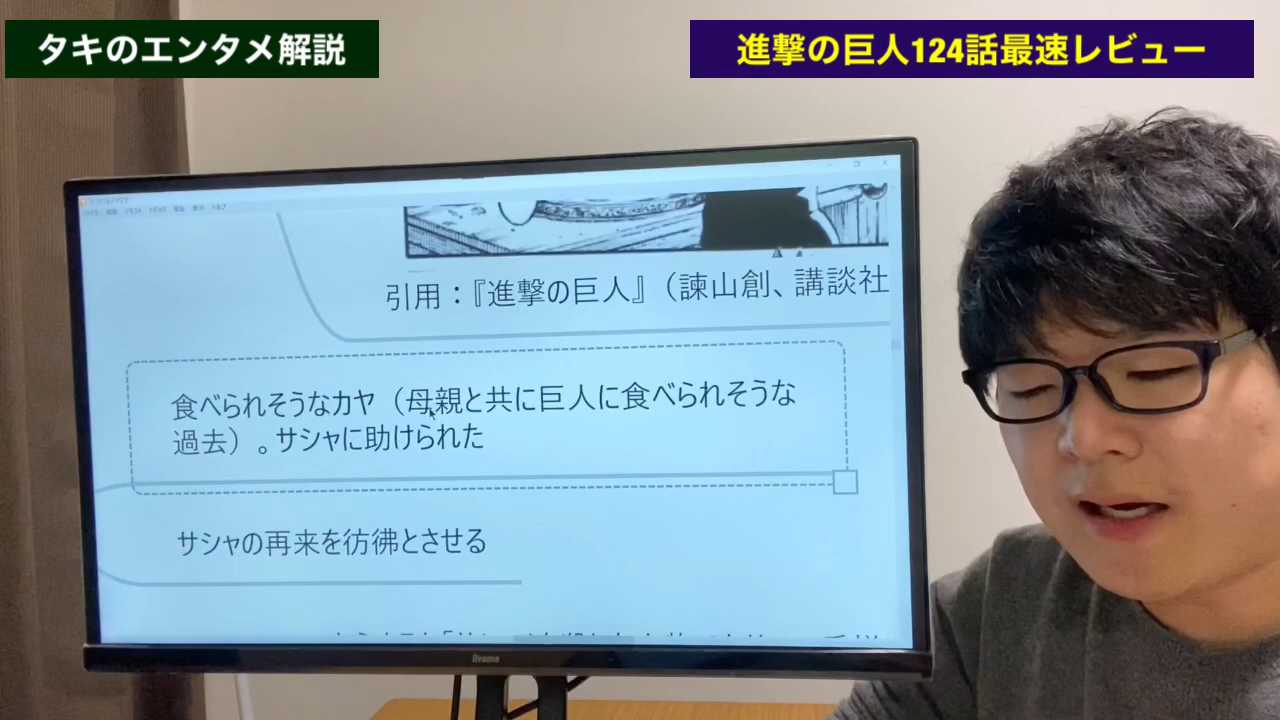 タキのエンタメ解説
進撃の巨人124話最速レビュー
引用：『進撃の巨人』（諫山創、講談社
食べられそうなカヤ（母親と共に巨人に食べられそうな
過去）。サシャに助けられた
サシャの再来を彷彿とさせる
iiyama